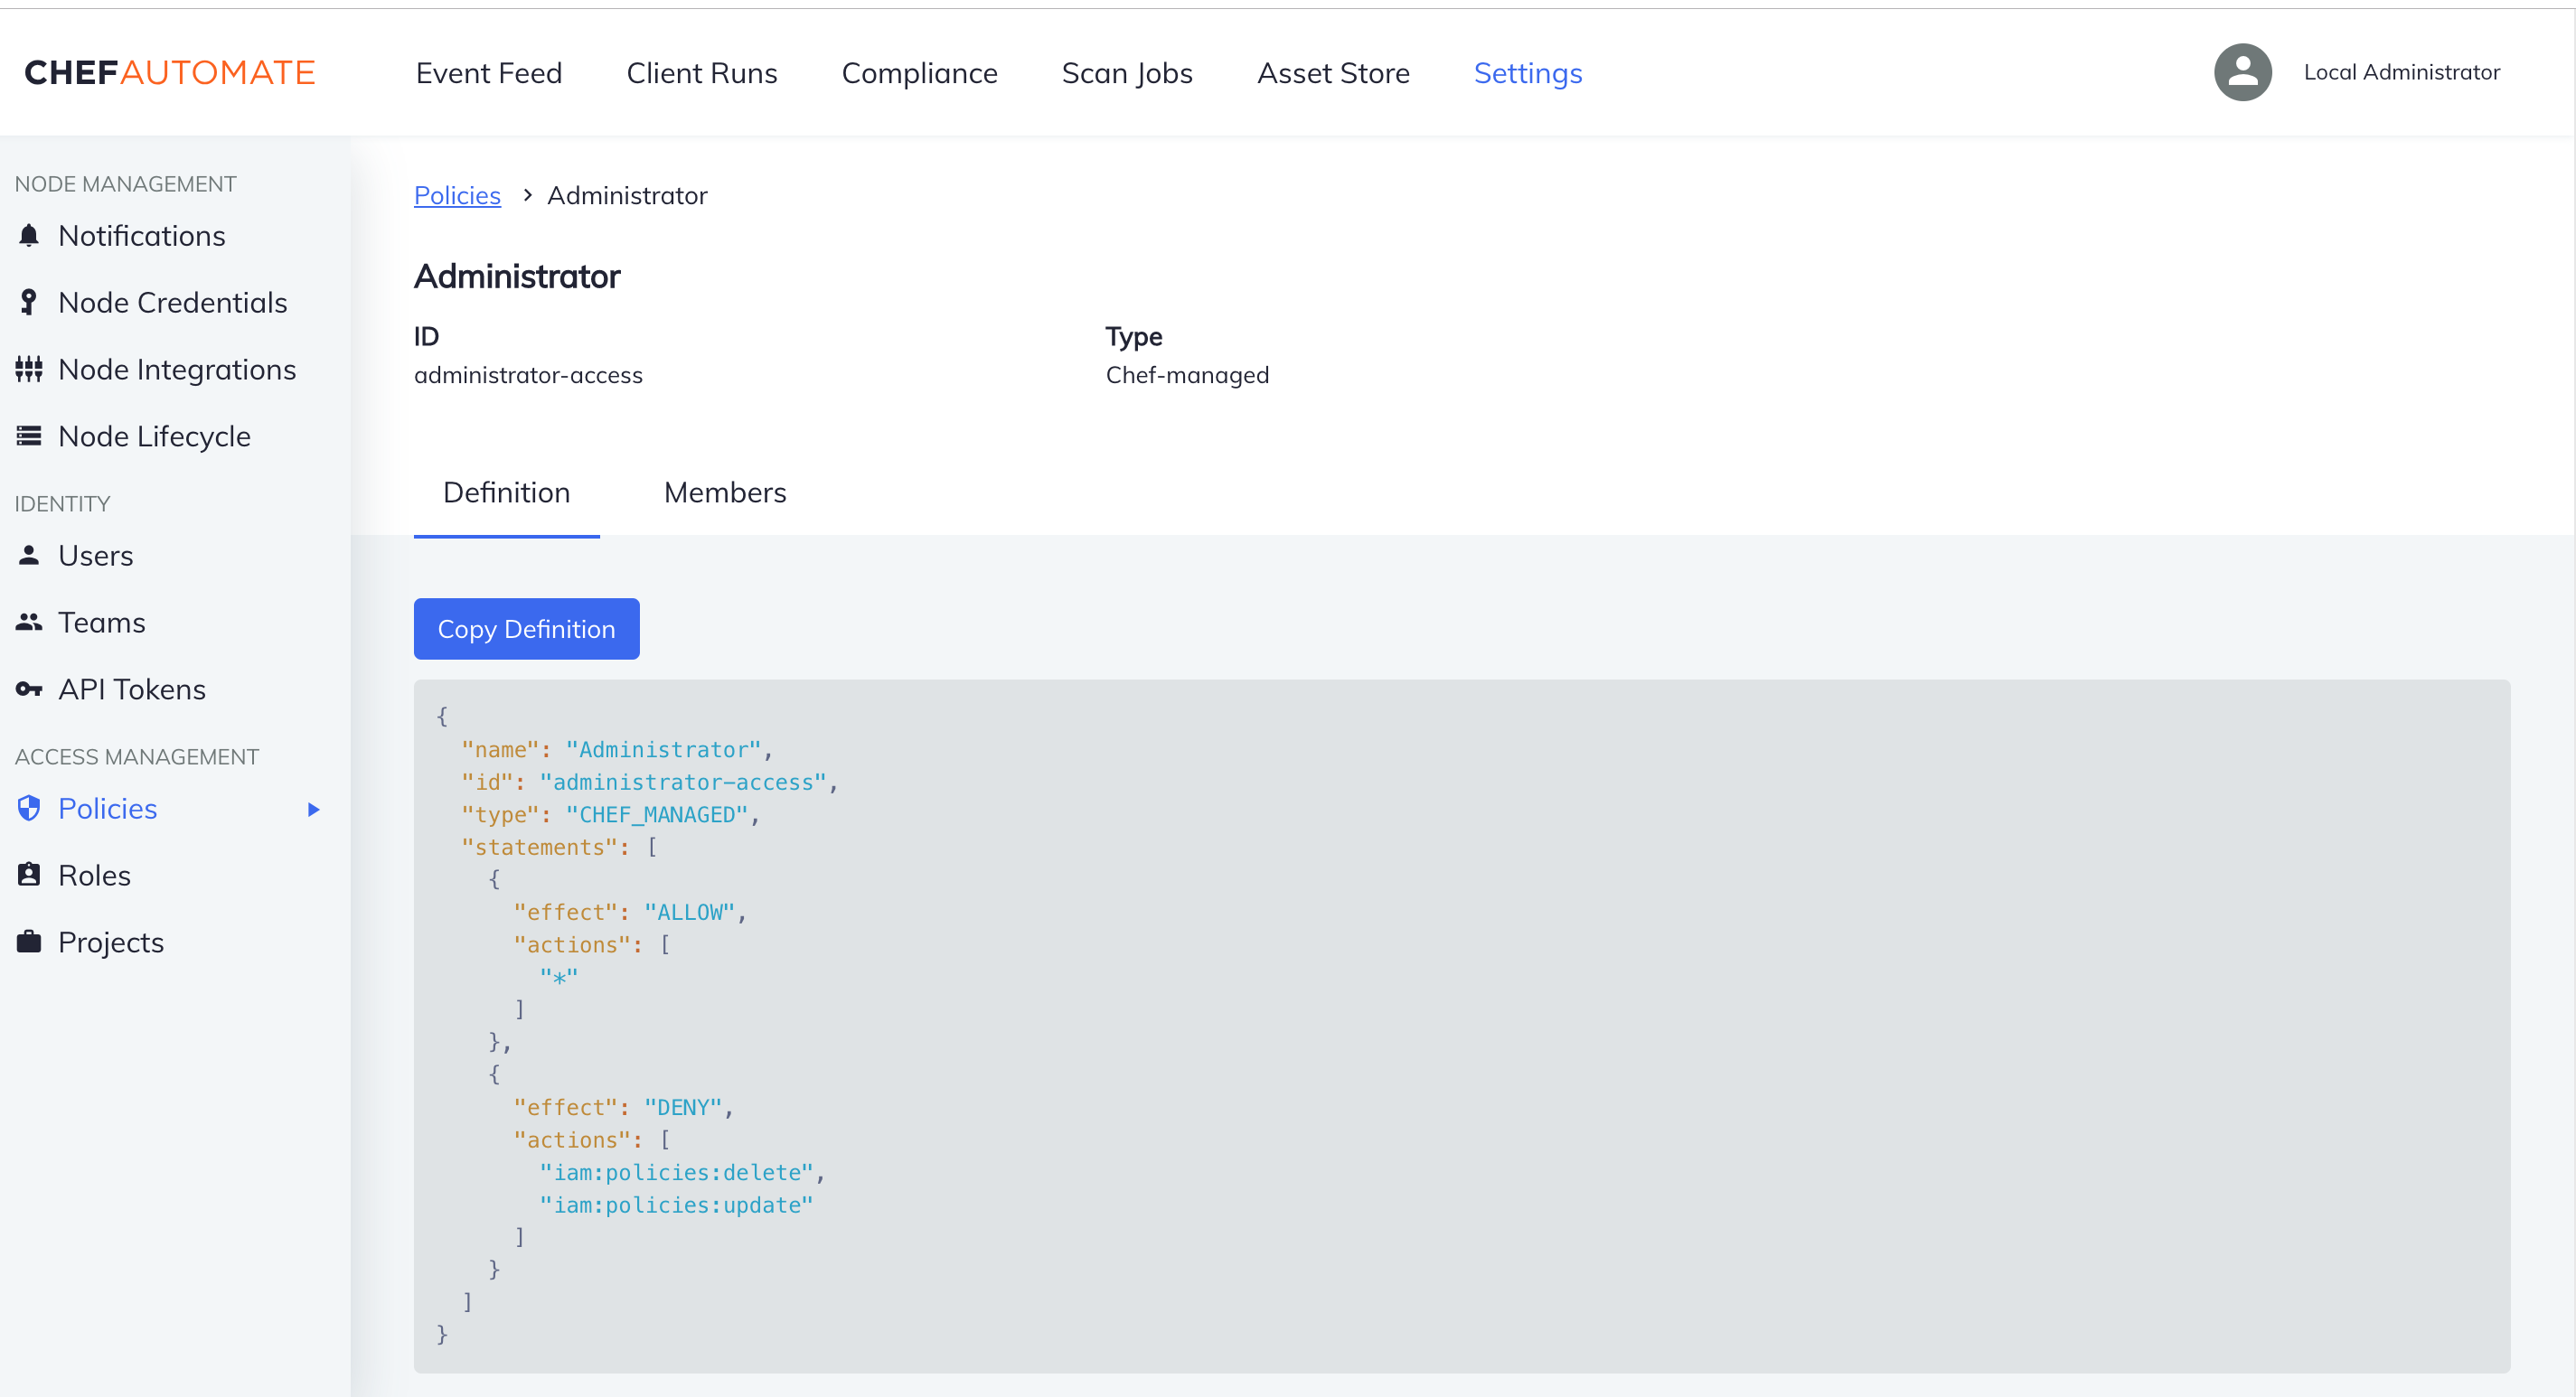 CHEFAUTOMATE
Event Feed
Client Runs
Compliance
Scan Jobs
Asset Store
Settings
Local Administrator
NODE MANAGEMENT
Notifications
Node Credentials
Node Integrations
Node Lifecycle
IDENTITY
Users
Teams
API Tokens
ACCESS MANAGEMENT
Policies
Roles
Projects
Policies > Administrator
Administrator
ID
administrator-access
Type
Chef-managed
Definition
Members
Copy Definition
{
  "name": "Administrator",
  "id": "administrator-access",
  "type": "CHEF_MANAGED",
  "statements": [
    {
      "effect": "ALLOW",
      "actions": [
        "*"
      ]
    },
    {
      "effect": "DENY",
      "actions": [
        "iam:policies:delete",
        "iam:policies:update"
      ]
    }
  ]
}